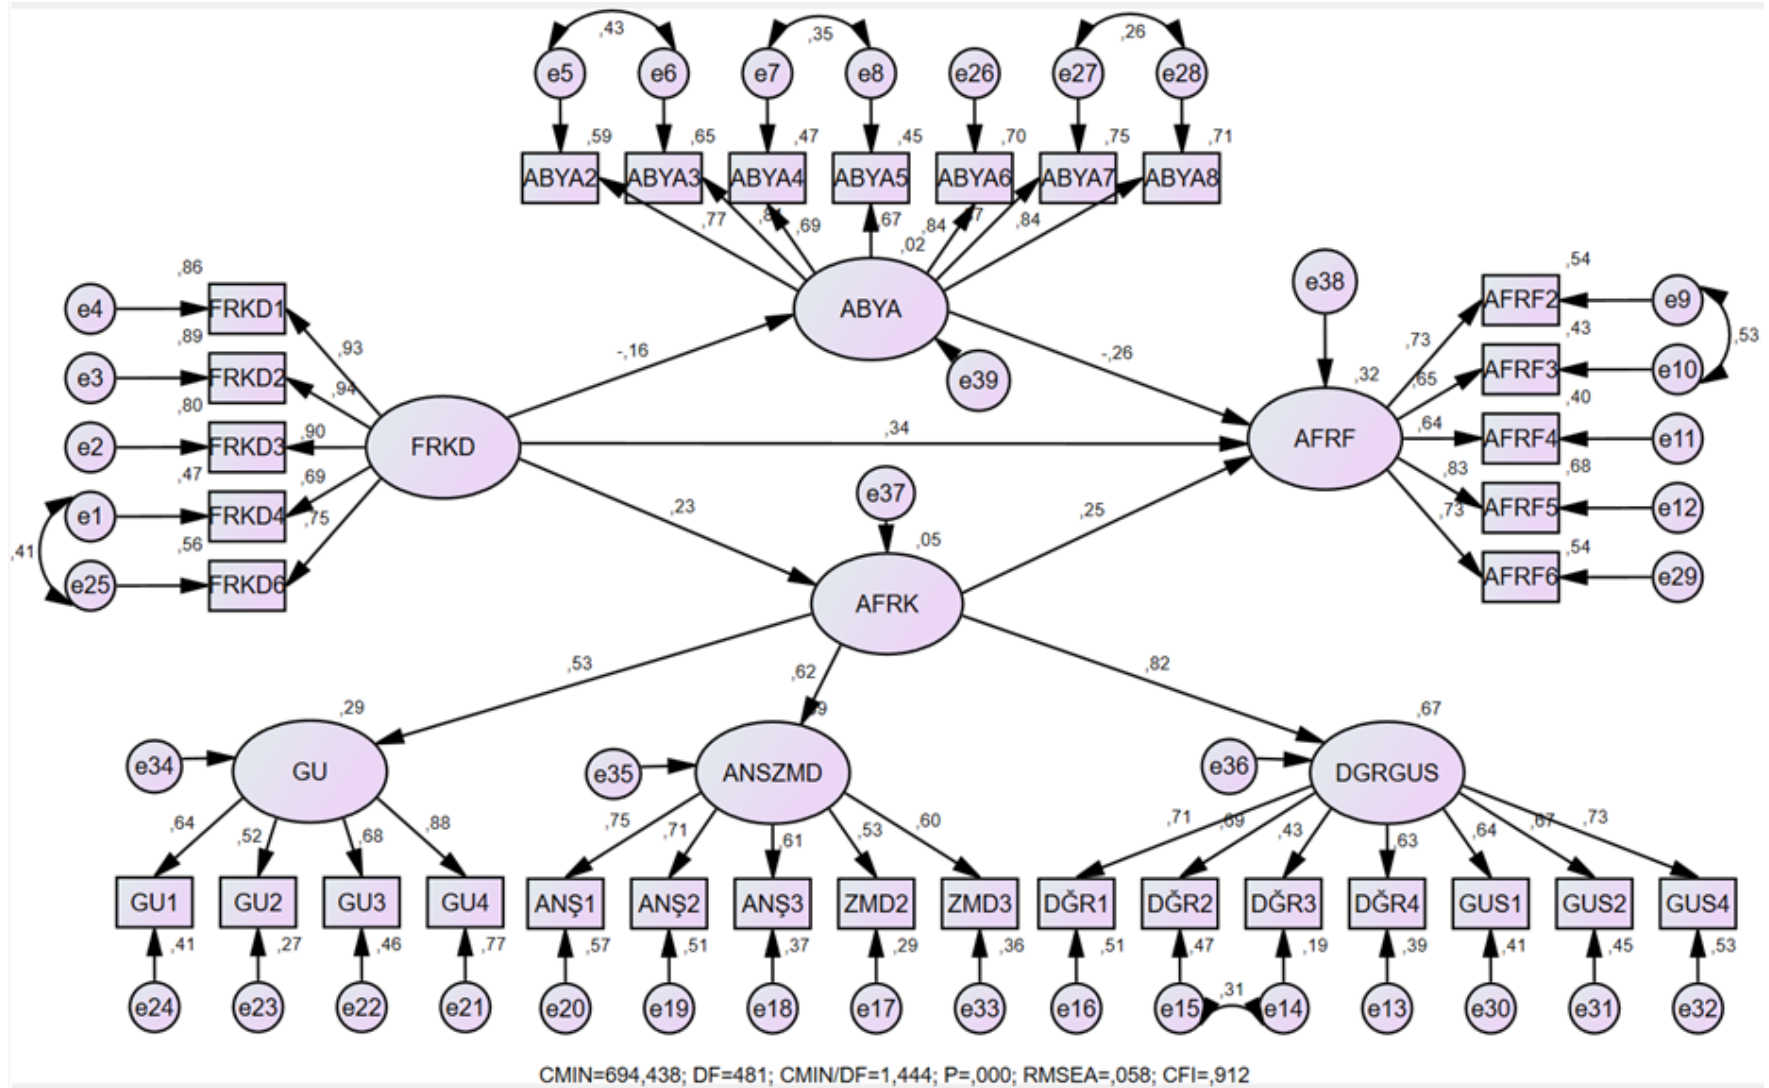 ,43 ,35 ,26
e5 e6 e7 e8 e26 e27 e28
,59 ,65 ,47 ,45 ,70 ,75 ,71
ABYA2 ABYA3 ABYA4 ABYA5 ABYA6 ABYA7 ABYA8
,77 ,69 ,67 ,84 ,84
,02
ABYA
e39
,86
e4 FRKD1
,93
,89
e3 FRKD2
,94
,80
e2 FRKD3
,90
,47
e1 FRKD4
,69
,41
,56
e25 FRKD6
,75
FRKD
-,16
-,26
,34
,23
,25
e38
,32
AFRF
,54
,73
AFRF2 e9
,53
,43
,65
AFRF3 e10
,40
,64
AFRF4 e11
,68
,83
AFRF5 e12
,54
,73
AFRF6 e29
e37
,05
AFRK
,53 ,62 ,82
,29 ,67
e34 GU e35 ANSZMD e36 DGRGUS
,64 ,52 ,68 ,88 ,75 ,71 ,61 ,53 ,60 ,71 ,69 ,43 ,63 ,64 ,67 ,73
GU1 GU2 GU3 GU4 ANŞ1 ANŞ2 ANŞ3 ZMD2 ZMD3 DĞR1 DĞR2 DĞR3 DĞR4 GUS1 GUS2 GUS4
,41 ,27 ,46 ,77 ,57 ,51 ,37 ,29 ,36 ,51 ,47 ,19 ,39 ,41 ,45 ,53
e24 e23 e22 e21 e20 e19 e18 e17 e33 e16 e15 ,31 e14 e13 e30 e31 e32
CMIN=694,438; DF=481; CMIN/DF=1,444; P=,000; RMSEA=,058; CFI=,912